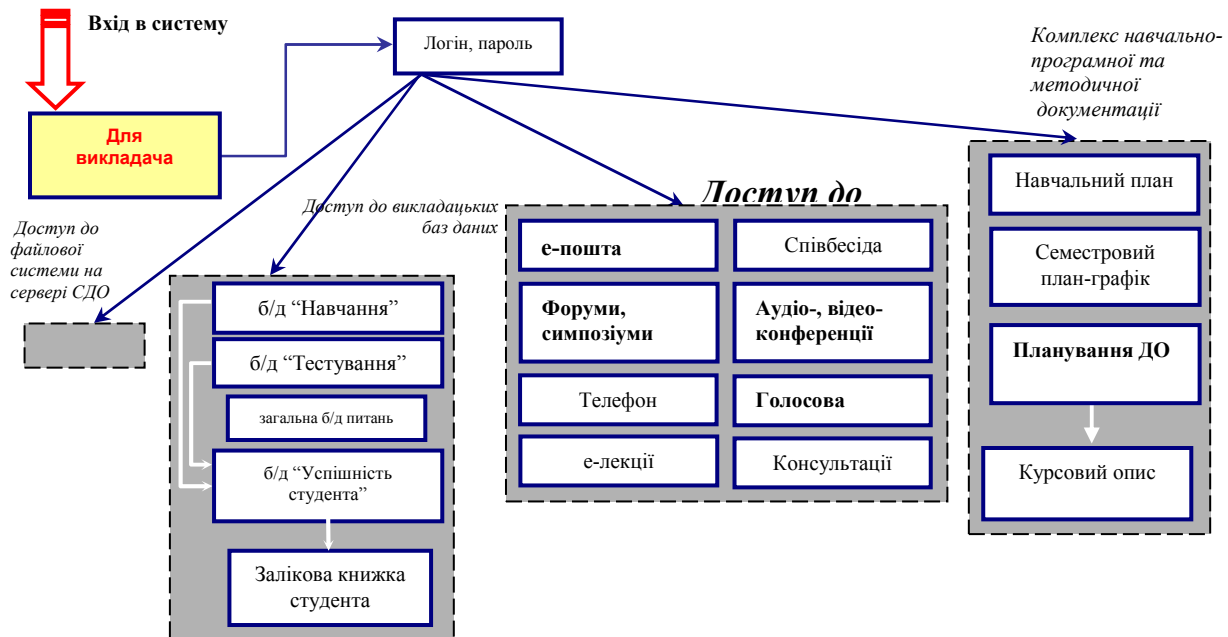 Вхід в систему
Логін, пароль
Комплекс навчально-
програмної та
методичної
документації
Для
викладача
Доступ до
файлової
системи на
сервері СДО
Доступ до викладацьких
баз даних
б/д “Навчання”
б/д “Тестування”
загальна б/д питань
б/д “Успішність
студента”
Залікова книжка
студента
Доступ до
е-пошта
Співбесіда
Форуми,
симпозіуми
Аудіо-, відео-
конференції
Телефон
Голосова
е-лекції
Консультації
Навчальний план
Семестровий
план-графік
Планування ДО
Курсовий опис